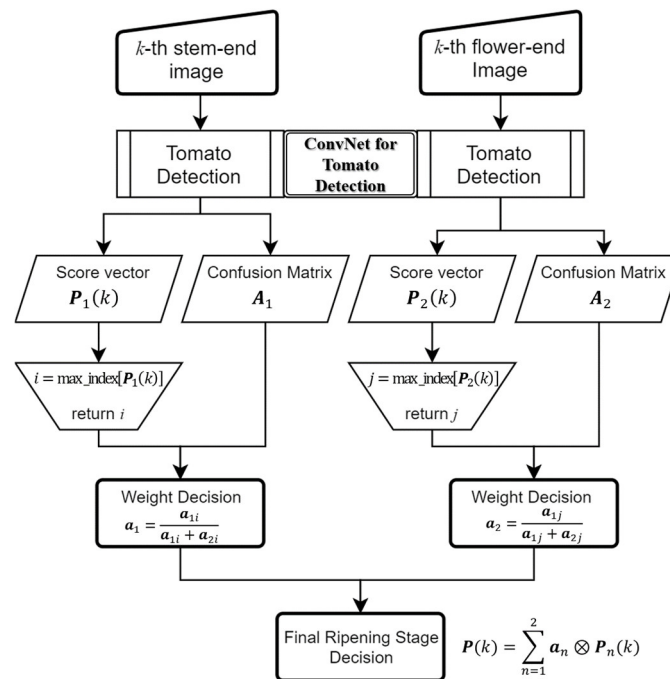 k-th stem-end
image
k-th flower-end
Image
Tomato
Detection
ConvNet for
Tomato
Detection
Tomato
Detection
Score vector
P₁(k)
Confusion Matrix
A₁
Score vector
P₂(k)
Confusion Matrix
A₂
i = max_index[P₁(k)]
return i
j = max_index[P₂(k)]
return j
Weight Decision
a₁ = a₁ᵢ / (a₁ᵢ + a₂ᵢ)
Weight Decision
a₂ = a₁ⱼ / (a₁ⱼ + a₂ⱼ)
Final Ripening Stage
Decision
P(k) = ∑ₙ₌₁² aₙ ⊗ Pₙ(k)